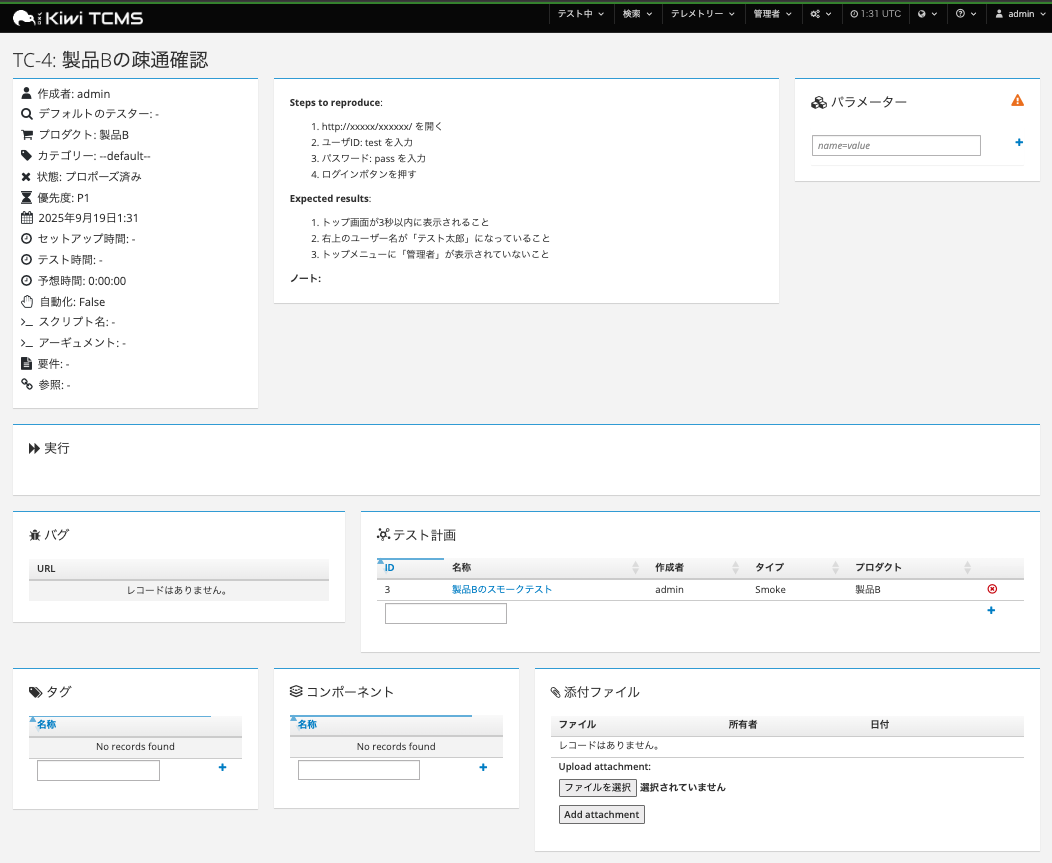 Kiwi TCMS
テスト中 検索 テレメトリー 管理者 1:31 UTC admin
TC-4: 製品Bの疎通確認
作成者: admin
デフォルトのテスター: -
プロダクト: 製品B
カテゴリー: --default--
状態: プロポーズ済み
優先度: P1
2025年9月19日1:31
セットアップ時間: -
テスト時間: -
予想時間: 0:00:00
自動化: False
スクリプト名: -
アーギュメント: -
要件: -
参照: -
Steps to reproduce:
1. http://xxxxx/xxxxxx/ を開く
2. ユーザID: test を入力
3. パスワード: pass を入力
4. ログインボタンを押す
Expected results:
1. トップ画面が3秒以内に表示されること
2. 右上のユーザー名が「テスト太郎」になっていること
3. トップメニューに「管理者」が表示されていないこと
ノート:
パラメーター
name=value
実行
バグ
URL
レコードはありません。
テスト計画
ID 名称 作成者 タイプ プロダクト
3 製品Bのスモークテスト admin Smoke 製品B
タグ
名称
No records found
コンポーネント
名称
No records found
添付ファイル
ファイル 所有者 日付
レコードはありません。
Upload attachment:
ファイルを選択 選択されていません
Add attachment